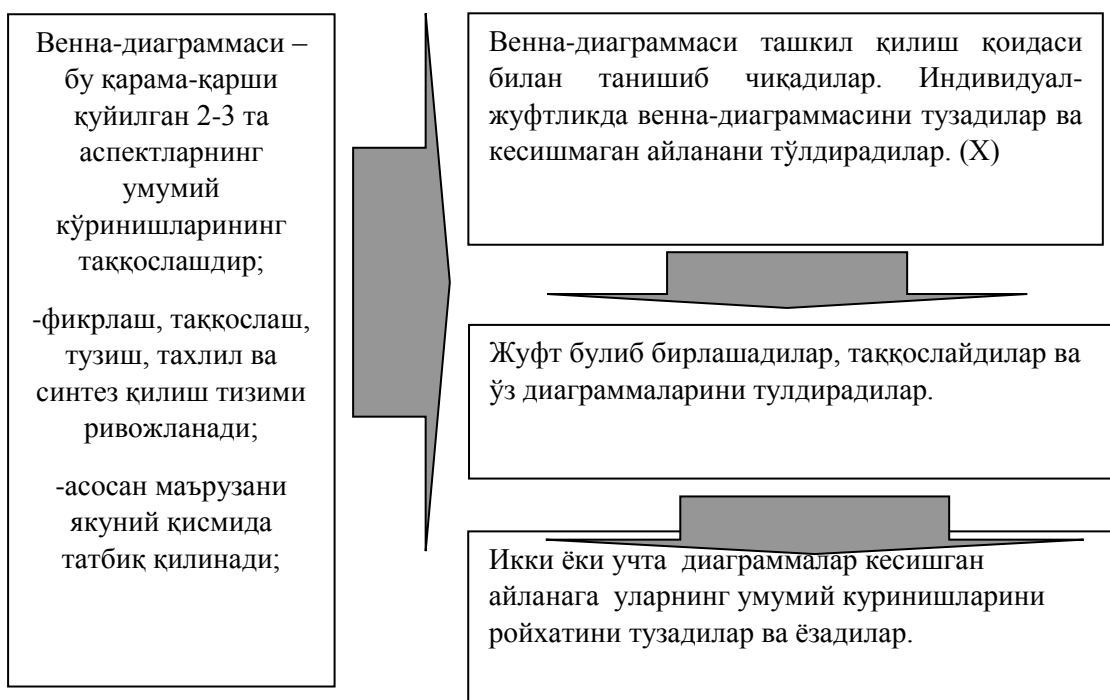 Венна-диаграммаси –
бу қарама-қарши
қуйилган 2-3 та
аспектларнинг
умумий
кўринишларининг
таққослашдир;
-фикрлаш, таққослаш,
тузиш, тахлил ва
синтез қилиш тизими
ривожланади;
-асосан маърузани
якуний қисмида
татбиқ қилинади;
Венна-диаграммаси ташкил қилиш қоидаси
билан танишиб чиқадилар. Индивидуал-
жуфтликда венна-диаграммасини тузадилар ва
кесишмаган айланани тўлдирадилар. (Х)
Жуфт булиб бирлашадилар, таққослайдилар ва
ўз диаграммаларини тулдирадилар.
Икки ёки учта диаграммалар кесишган
айланага уларнинг умумий куринишларини
ройхатини тузадилар ва ёзадилар.